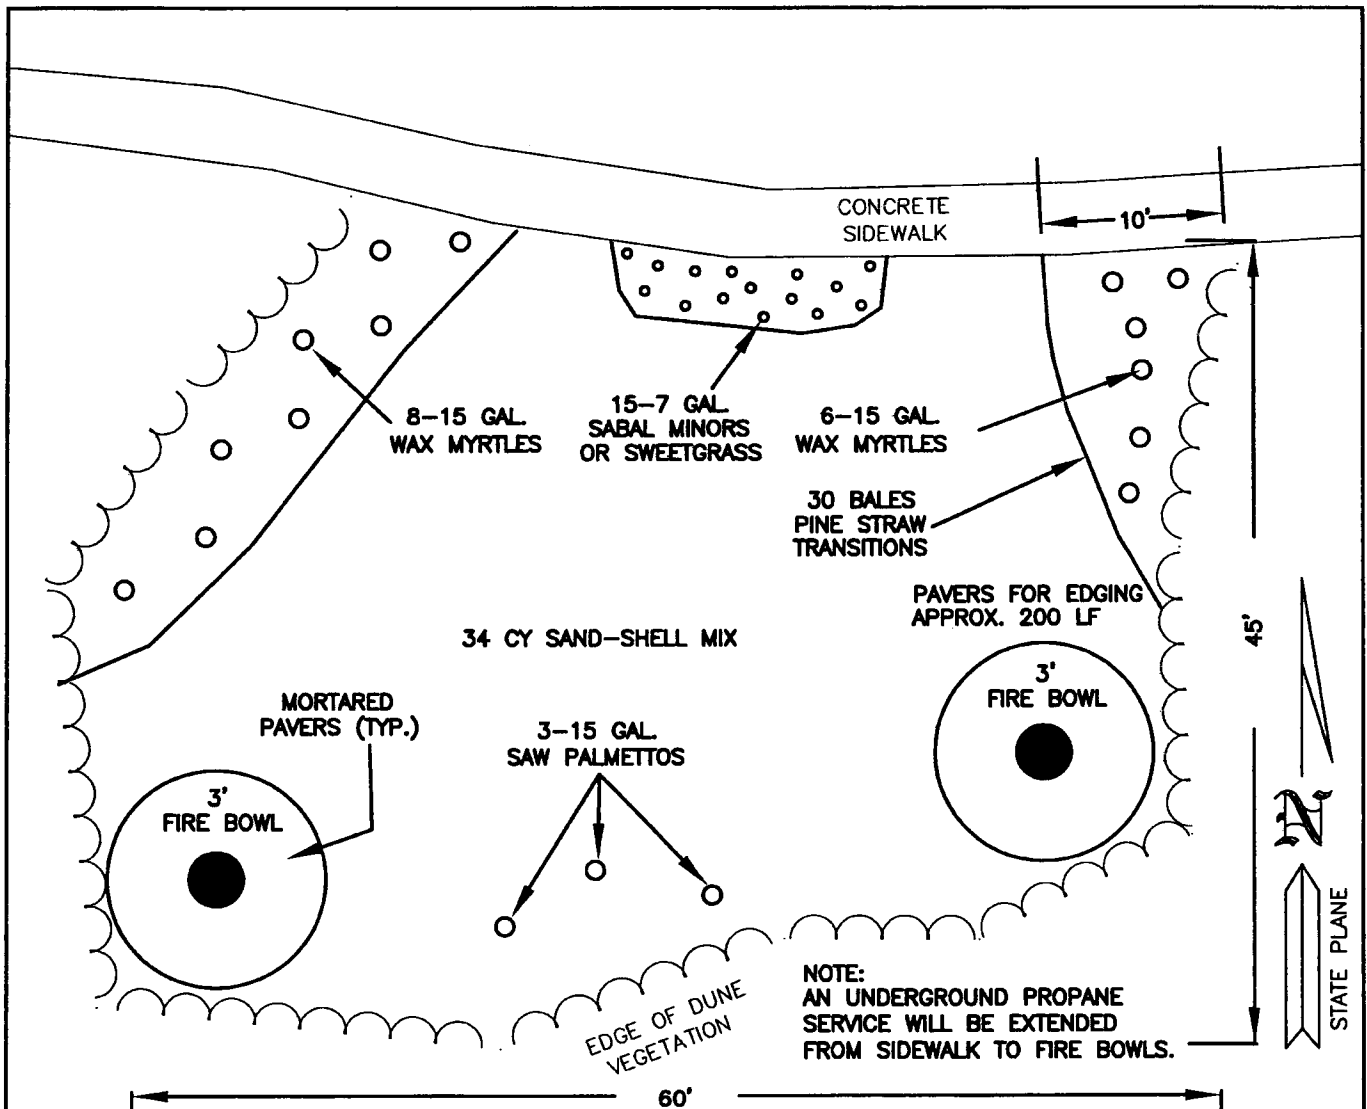 CONCRETE
SIDEWALK
10'
8-15 GAL.
WAX MYRTLES
15-7 GAL.
SABAL MINORS
OR SWEETGRASS
6-15 GAL.
WAX MYRTLES
30 BALES
PINE STRAW
TRANSITIONS
PAVERS FOR EDGING
APPROX. 200 LF
45'
34 CY SAND-SHELL MIX
3'
FIRE BOWL
MORTARED
PAVERS (TYP.)
3-15 GAL.
SAW PALMETTOS
3'
FIRE BOWL
N
STATE PLANE
EDGE OF DUNE
VEGETATION
NOTE:
AN UNDERGROUND PROPANE
SERVICE WILL BE EXTENDED
FROM SIDEWALK TO FIRE BOWLS.
60'